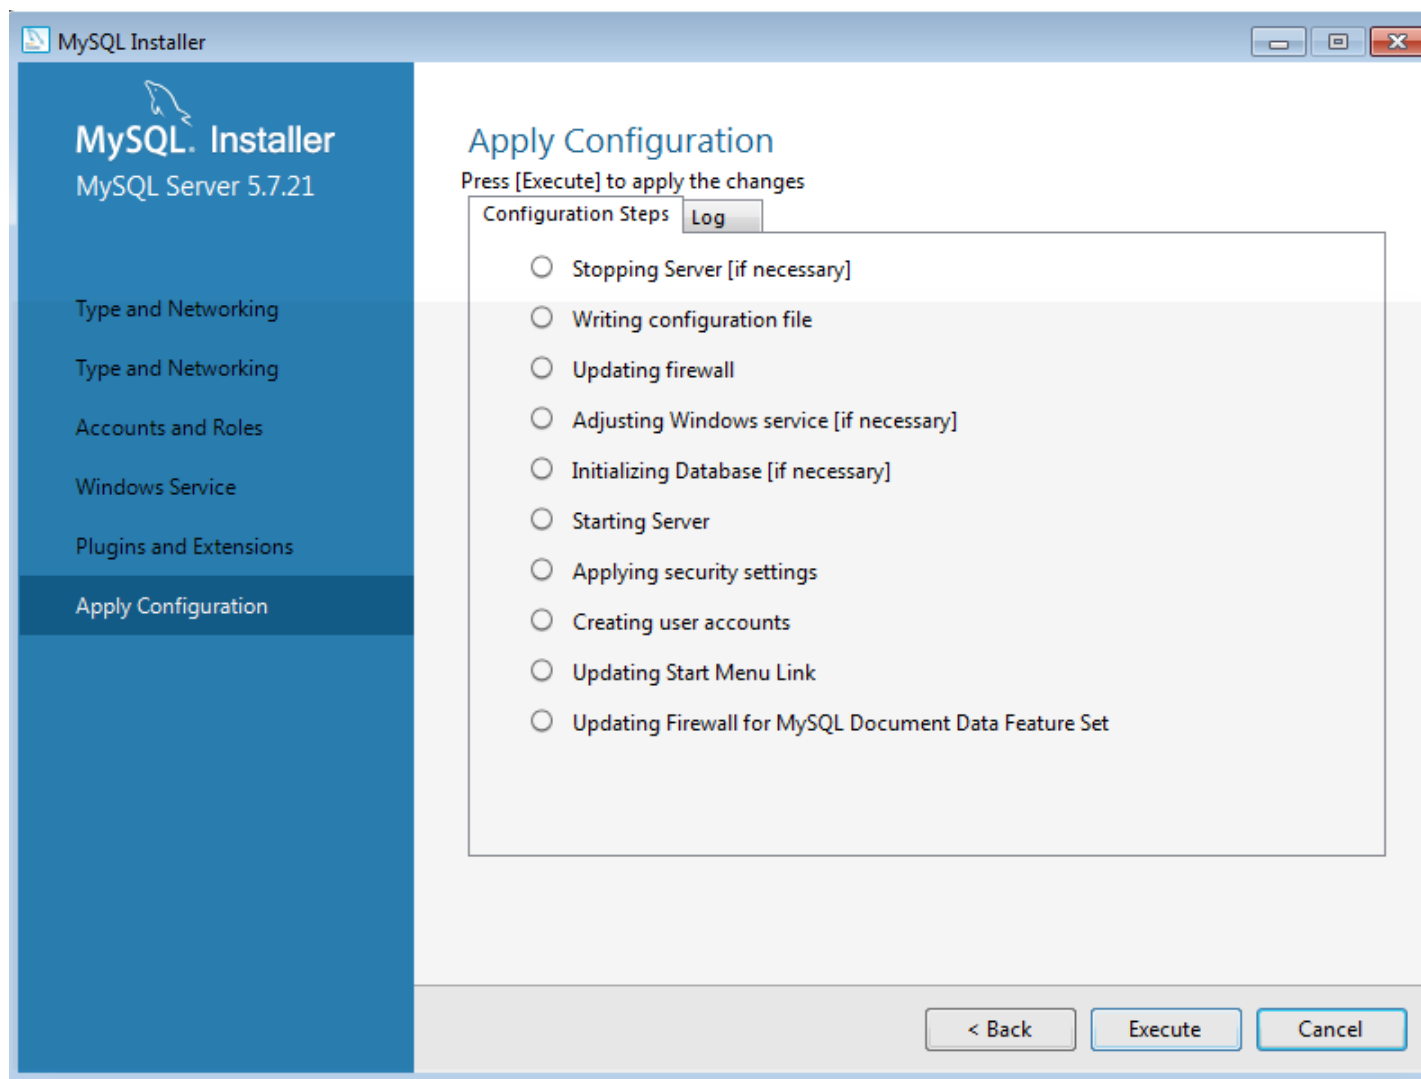 MySQL Installer
MySQL. Installer
MySQL Server 5.7.21
Type and Networking
Type and Networking
Accounts and Roles
Windows Service
Plugins and Extensions
Apply Configuration
Apply Configuration
Press [Execute] to apply the changes
Configuration Steps
Log
Stopping Server [if necessary]
Writing configuration file
Updating firewall
Adjusting Windows service [if necessary]
Initializing Database [if necessary]
Starting Server
Applying security settings
Creating user accounts
Updating Start Menu Link
Updating Firewall for MySQL Document Data Feature Set
< Back
Execute
Cancel